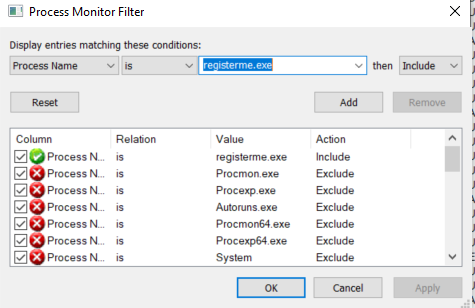 Process Monitor Filter
Display entries matching these conditions:
Process Name is registerme.exe then Include
Reset Add Remove
Column Relation Value Action
Process N... is registerme.exe Include
Process N... is Procmon.exe Exclude
Process N... is Procexp.exe Exclude
Process N... is Autoruns.exe Exclude
Process N... is Procmon64.exe Exclude
Process N... is Procexp64.exe Exclude
Process N... is System Exclude
OK Cancel Apply